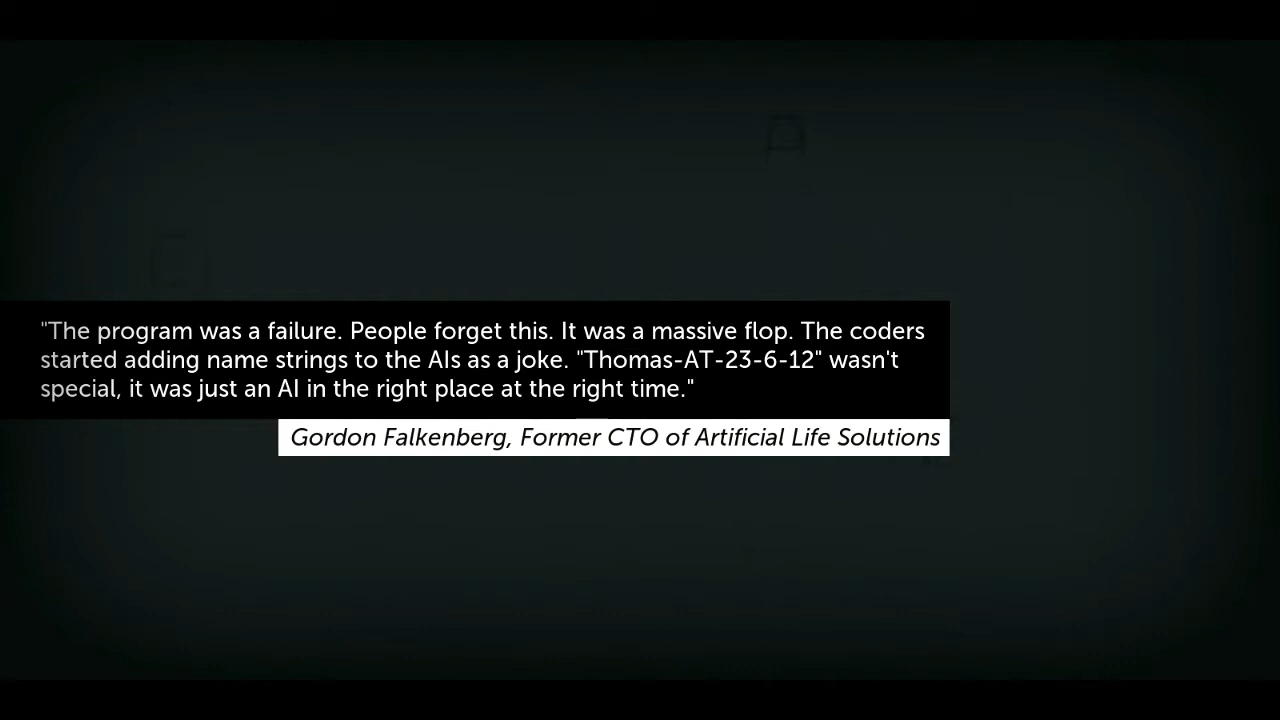 "The program was a failure. People forget this. It was a massive flop. The coders
started adding name strings to the AIs as a joke. "Thomas-AT-23-6-12" wasn't
special, it was just an AI in the right place at the right time."
Gordon Falkenberg, Former CTO of Artificial Life Solutions